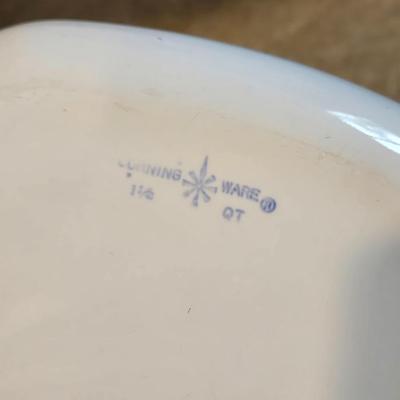 CORNING WARE®
1½ QT